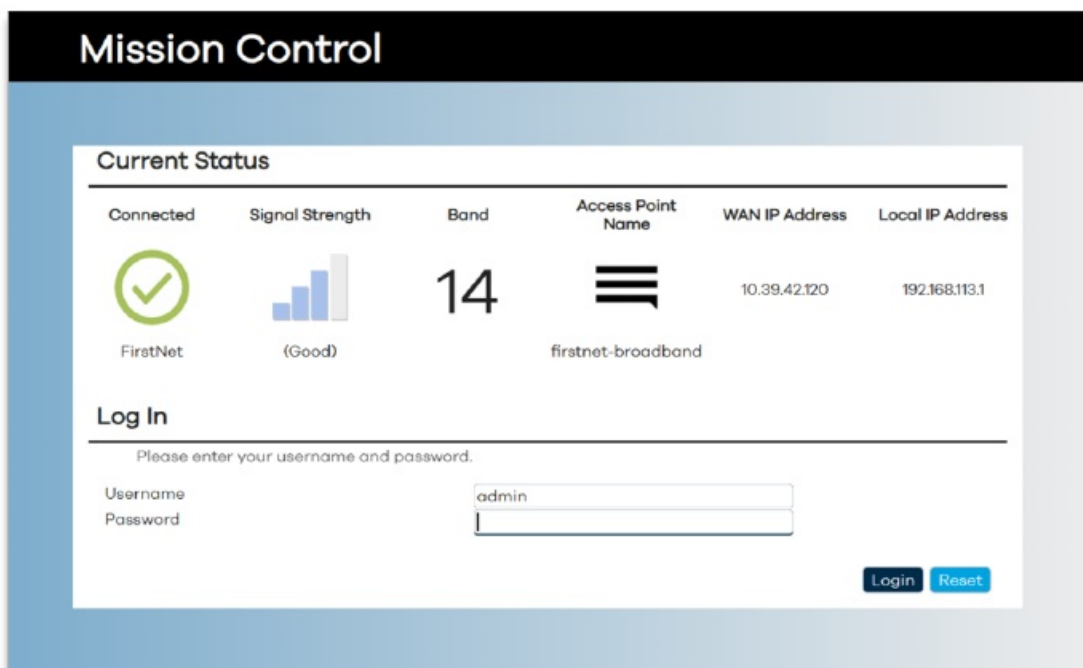 Mission Control
Current Status
Connected Signal Strength Band Access Point Name WAN IP Address Local IP Address
14
10.39.42.120 192.168.113.1
FirstNet (Good) firstnet-broadband
Log In
Please enter your username and password.
Username admin
Password
Login Reset